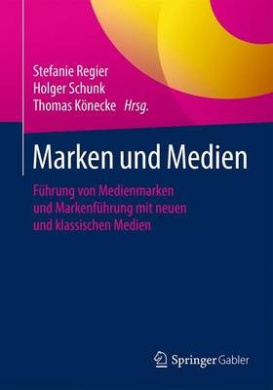 Stefanie Regier
Holger Schunk
Thomas Könecke Hrsg.
Marken und Medien
Führung von Medienmarken
und Markenführung mit neuen
und klassischen Medien
Springer Gabler